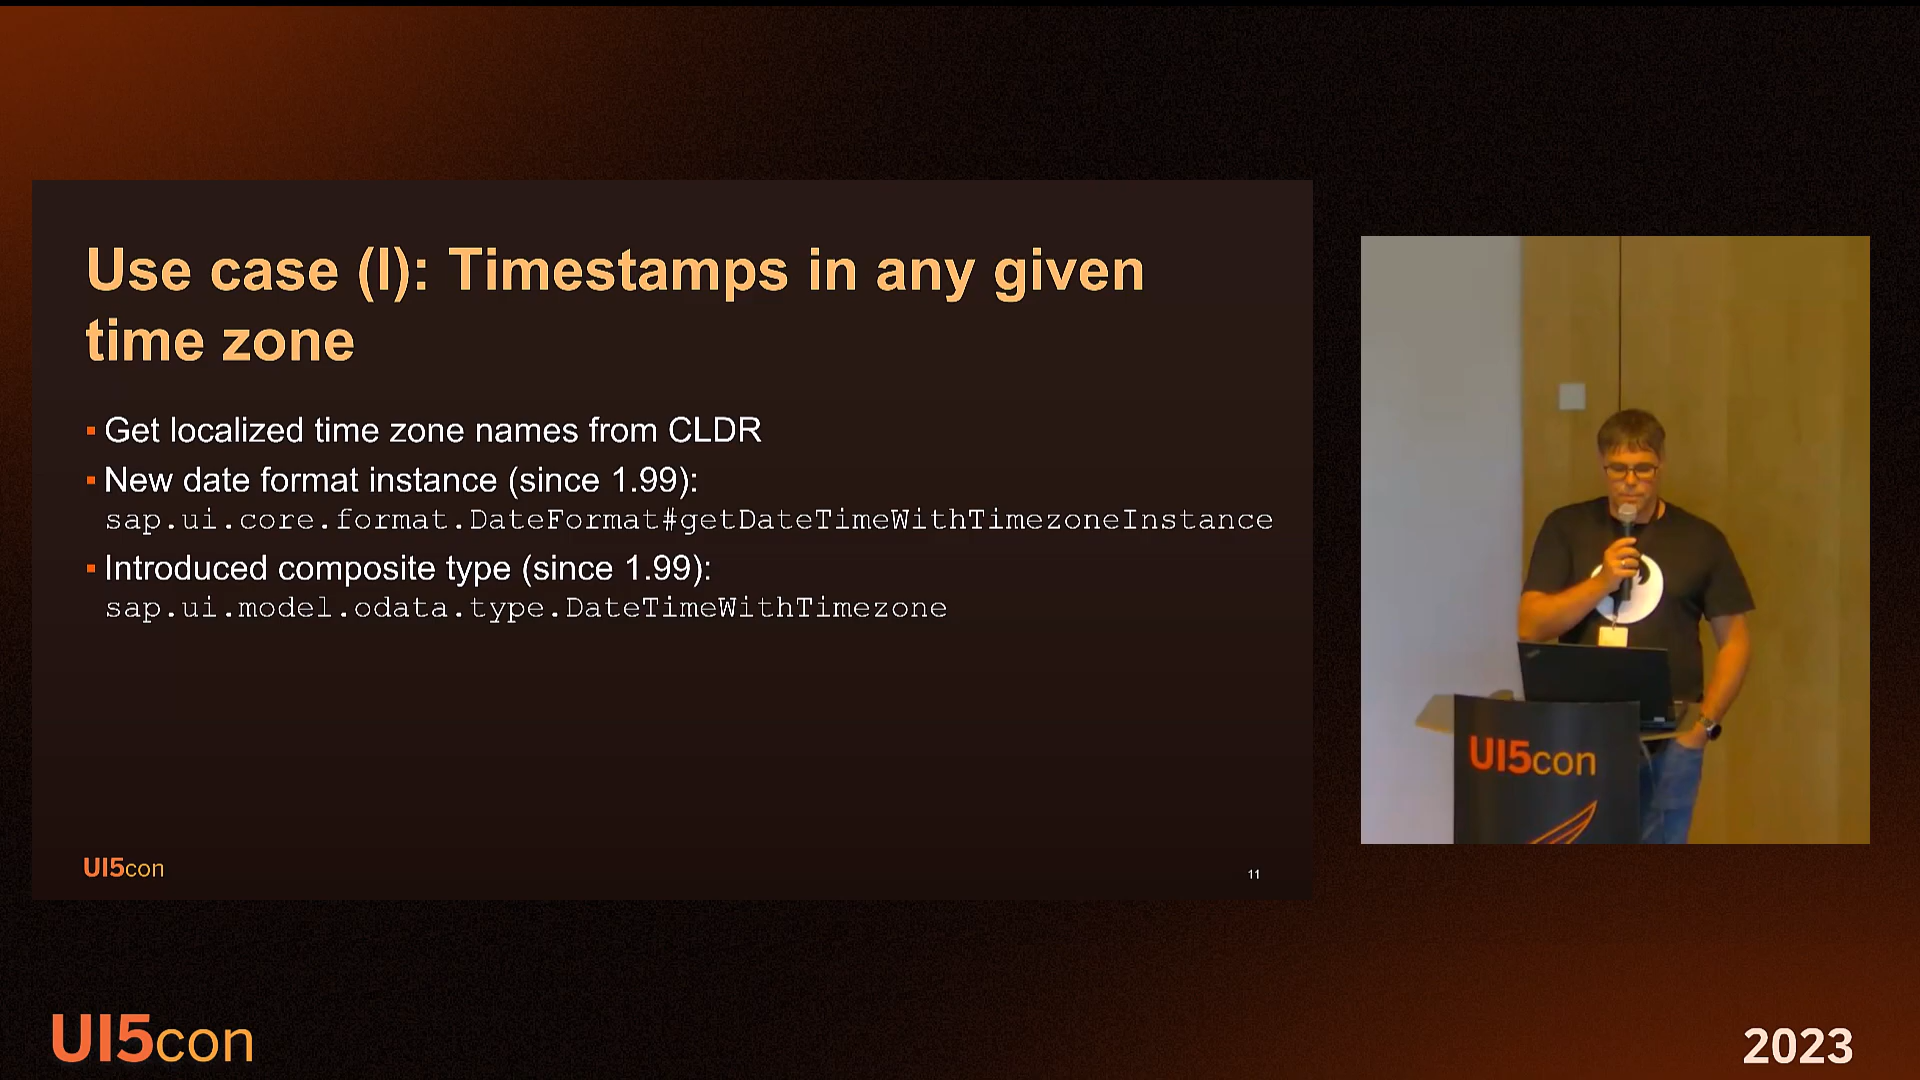 Use case (I): Timestamps in any given
time zone
Get localized time zone names from CLDR
New date format instance (since 1.99):
sap.ui.core.format.DateFormat#getDateTimeWithTimezoneInstance
Introduced composite type (since 1.99):
sap.ui.model.odata.type.DateTimeWithTimezone
UI5con
11
UI5con
UI5con
2023